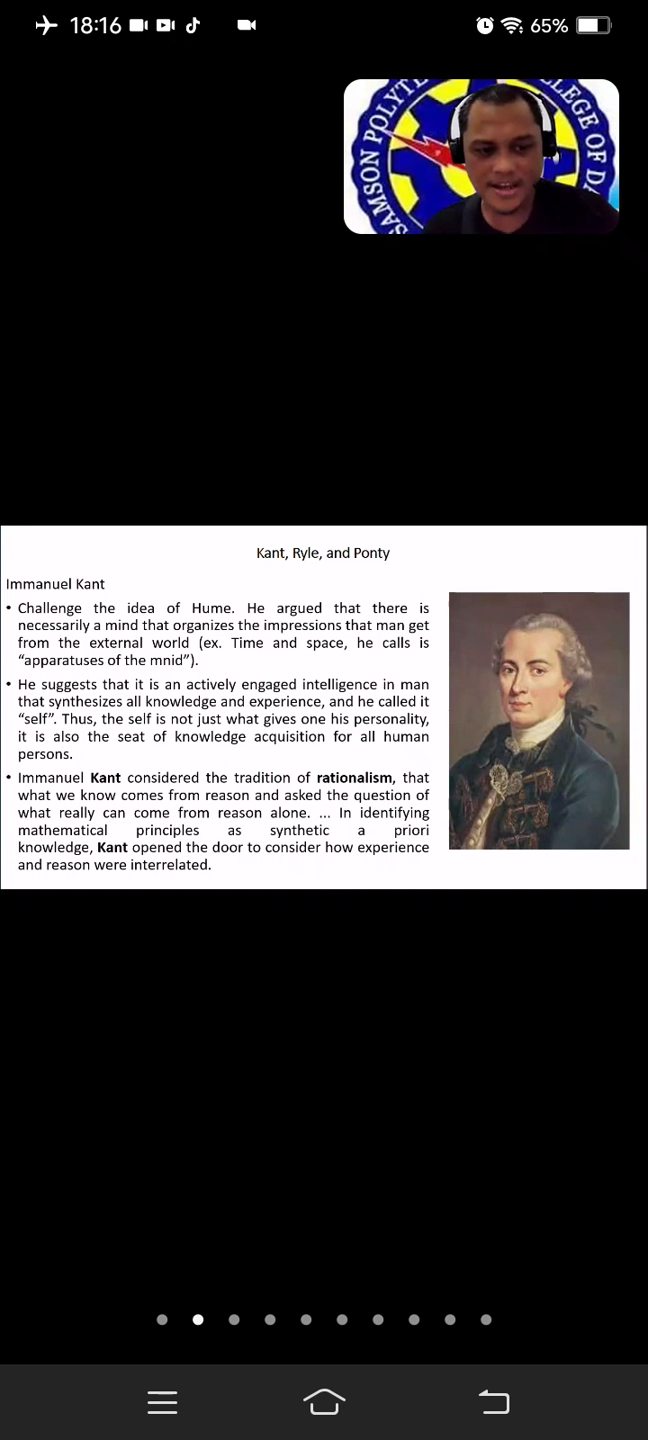 18:16
65%
SAMSON POLYTE
LLEGE OF DA
Kant, Ryle, and Ponty
Immanuel Kant
• Challenge the idea of Hume. He argued that there is
necessarily a mind that organizes the impressions that man get
from the external world (ex. Time and space, he calls is
“apparatuses of the mnid”).
• He suggests that it is an actively engaged intelligence in man
that synthesizes all knowledge and experience, and he called it
“self”. Thus, the self is not just what gives one his personality,
it is also the seat of knowledge acquisition for all human
persons.
• Immanuel Kant considered the tradition of rationalism, that
what we know comes from reason and asked the question of
what really can come from reason alone. ... In identifying
mathematical principles as synthetic a priori
knowledge, Kant opened the door to consider how experience
and reason were interrelated.